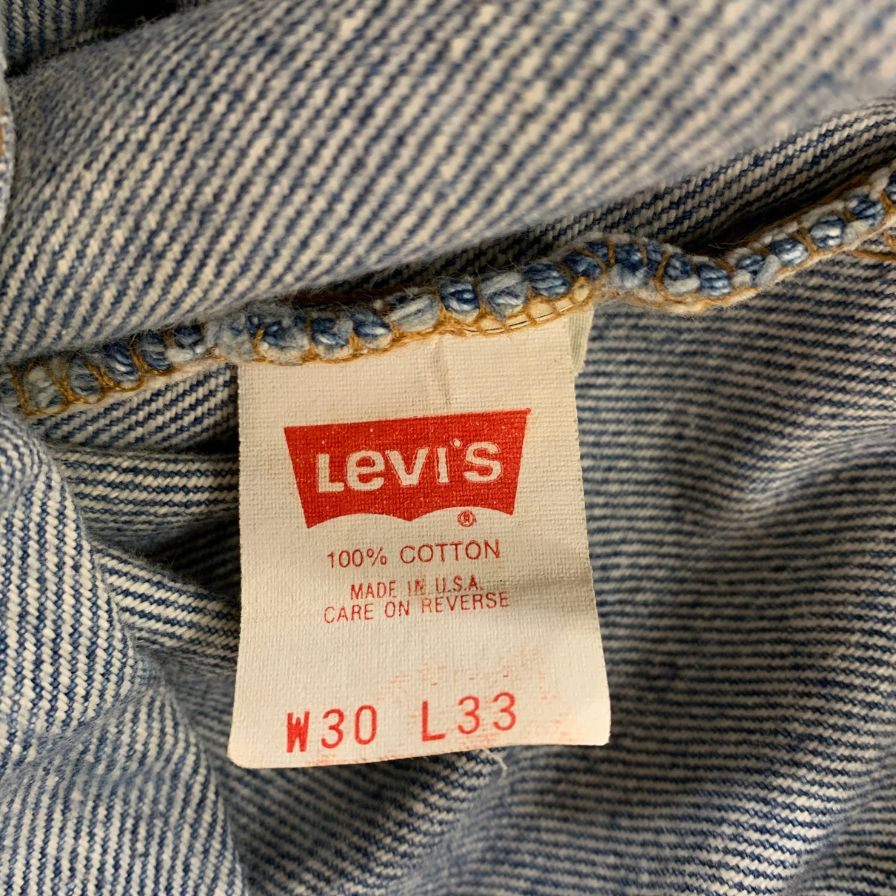 Levi's
®
100% COTTON
MADE IN U.S.A.
CARE ON REVERSE
W30 L33